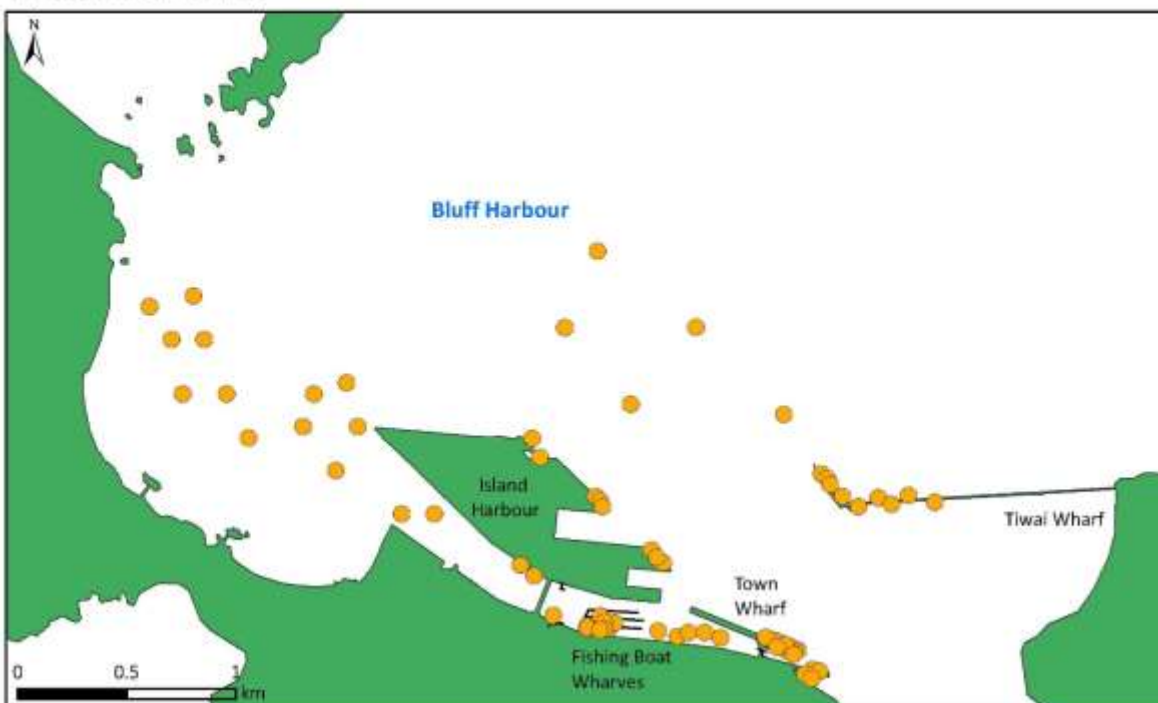 N
Bluff Harbour
Island
Harbour
Tiwai Wharf
Town
Wharf
Fishing Boat
Wharves
0 0.5 1
km